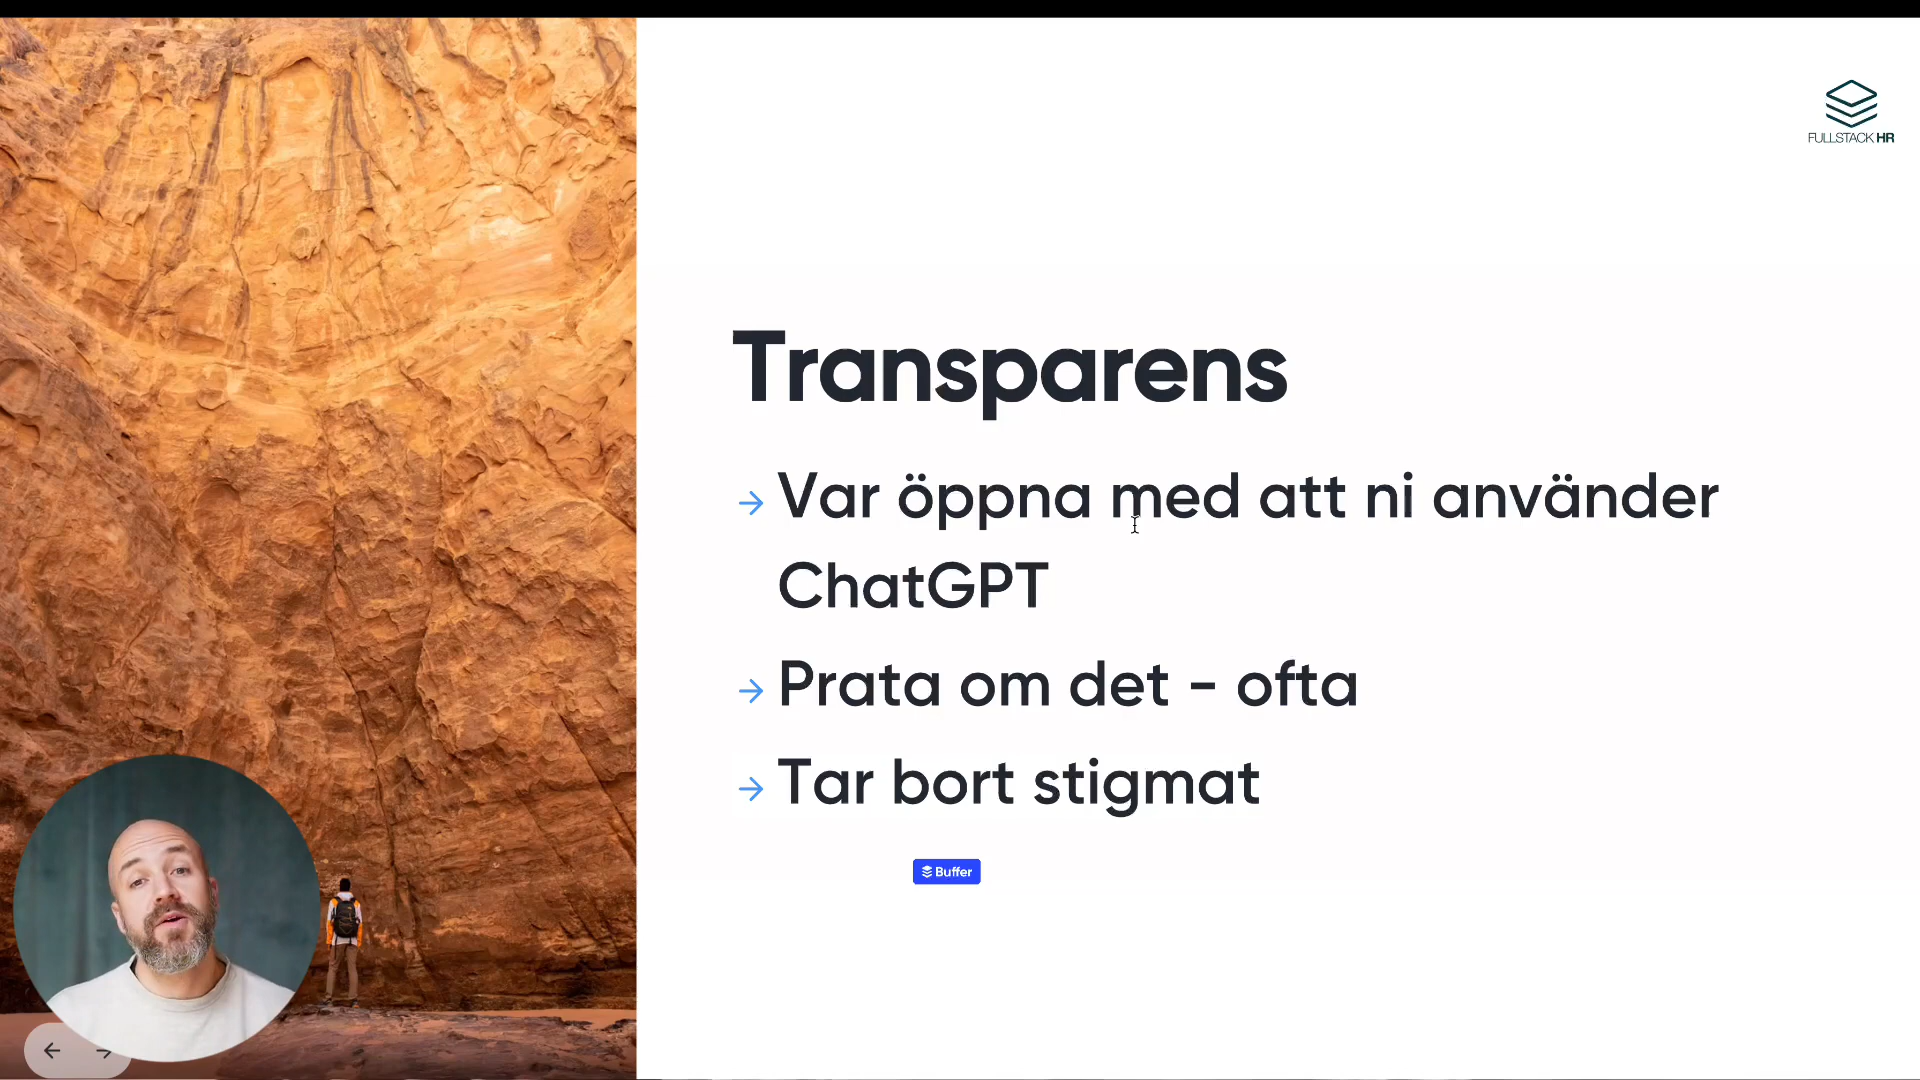 FULLSTACK HR
Transparens
→ Var öppna med att ni använder
ChatGPT
→ Prata om det - ofta
→ Tar bort stigmat
Buffer